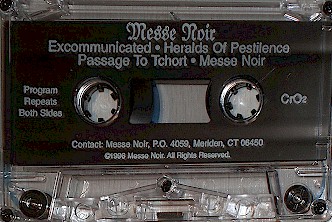 Messe Noir
Excommunicated • Heralds Of Pestilence
Passage To Tchort • Messe Noir
Program
Repeats
Both Sides
CrO2
Contact: Messe Noir, P.O. 4059, Meriden, CT 06450
©1996 Messe Noir. All Rights Reserved.